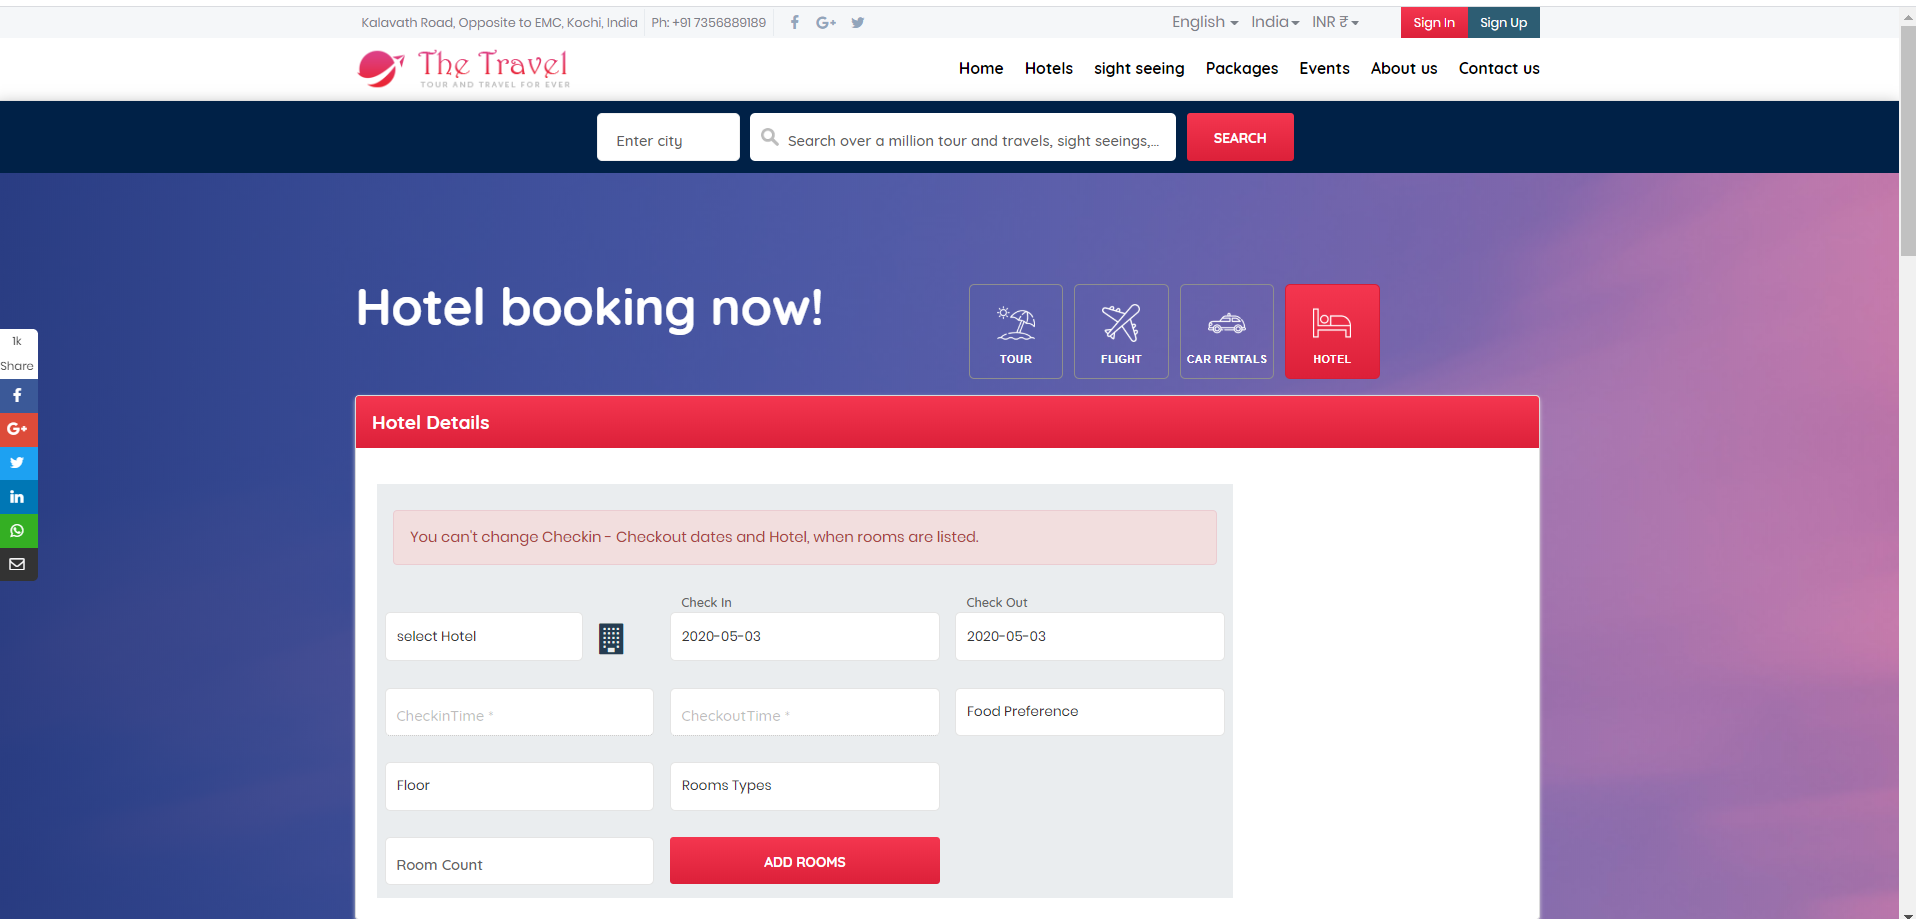 Kalavath Road, Opposite to EMC, Kochi, India Ph: +91 7356889189 English India INR ₹ Sign In Sign Up
The Travel
TOUR AND TRAVEL FOR EVER
Home Hotels sight seeing Packages Events About us Contact us
Enter city Search over a million tour and travels, sight seeings,... SEARCH
Hotel booking now!
TOUR FLIGHT CAR RENTALS HOTEL
1k
Share
Hotel Details
You can't change Checkin - Checkout dates and Hotel, when rooms are listed.
Check In Check Out
select Hotel 2020-05-03 2020-05-03
CheckinTime * CheckoutTime * Food Preference
Floor Rooms Types
Room Count ADD ROOMS